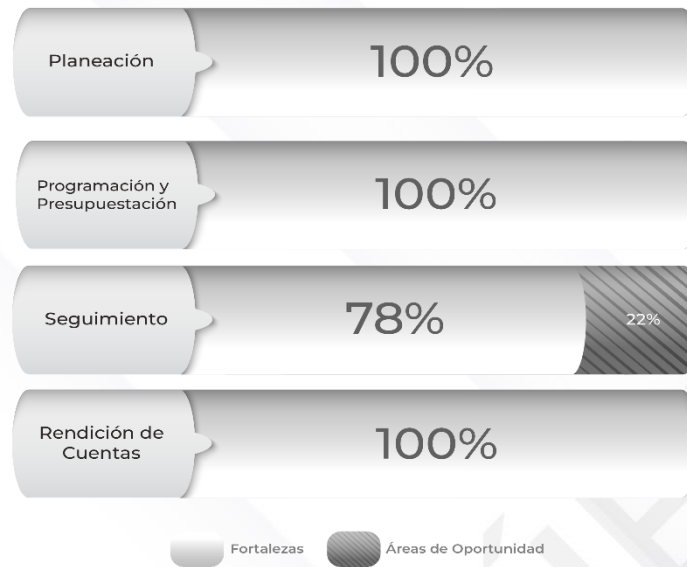 Planeación
100%
Programación y
Presupuestación
100%
Seguimiento
78%
22%
Rendición de
Cuentas
100%
Fortalezas
Áreas de Oportunidad